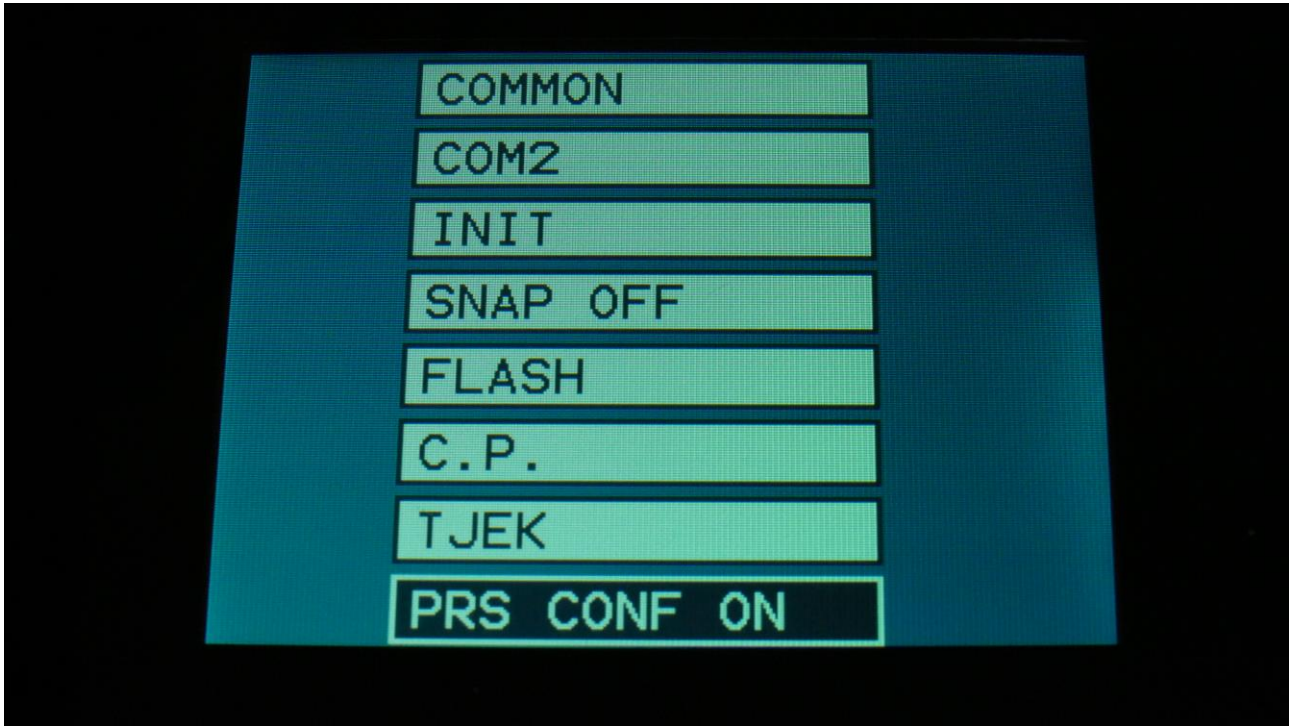 COMMON
COM2
INIT
SNAP OFF
FLASH
C.P.
TJEK
PRS CONF ON